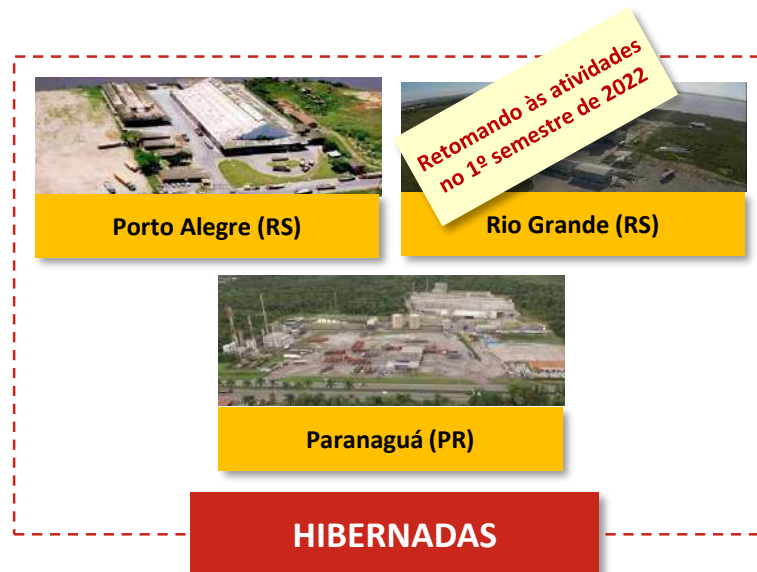 Retomando às atividades
no 1º semestre de 2022
Porto Alegre (RS)
Rio Grande (RS)
Paranaguá (PR)
HIBERNADAS